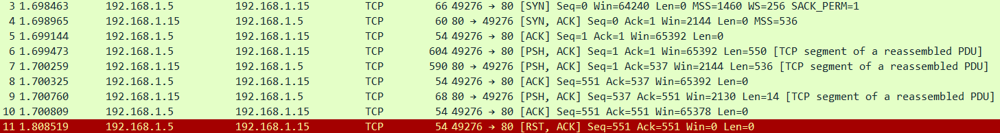 3 1.698463 192.168.1.5 192.168.1.15 TCP 66 49276 → 80 [SYN] Seq=0 Win=64240 Len=0 MSS=1460 WS=256 SACK_PERM=1
4 1.698965 192.168.1.15 192.168.1.5 TCP 60 80 → 49276 [SYN, ACK] Seq=0 Ack=1 Win=2144 Len=0 MSS=536
5 1.699144 192.168.1.5 192.168.1.15 TCP 54 49276 → 80 [ACK] Seq=1 Ack=1 Win=65392 Len=0
6 1.699473 192.168.1.5 192.168.1.15 TCP 604 49276 → 80 [PSH, ACK] Seq=1 Ack=1 Win=65392 Len=550 [TCP segment of a reassembled PDU]
7 1.700259 192.168.1.15 192.168.1.5 TCP 590 80 → 49276 [PSH, ACK] Seq=1 Ack=537 Win=2144 Len=536 [TCP segment of a reassembled PDU]
8 1.700325 192.168.1.5 192.168.1.15 TCP 54 49276 → 80 [ACK] Seq=551 Ack=537 Win=65392 Len=0
9 1.700760 192.168.1.15 192.168.1.5 TCP 68 80 → 49276 [PSH, ACK] Seq=537 Ack=551 Win=2130 Len=14 [TCP segment of a reassembled PDU]
10 1.700809 192.168.1.5 192.168.1.15 TCP 54 49276 → 80 [ACK] Seq=551 Ack=551 Win=65378 Len=0
11 1.808519 192.168.1.5 192.168.1.15 TCP 54 49276 → 80 [RST, ACK] Seq=551 Ack=551 Win=0 Len=0